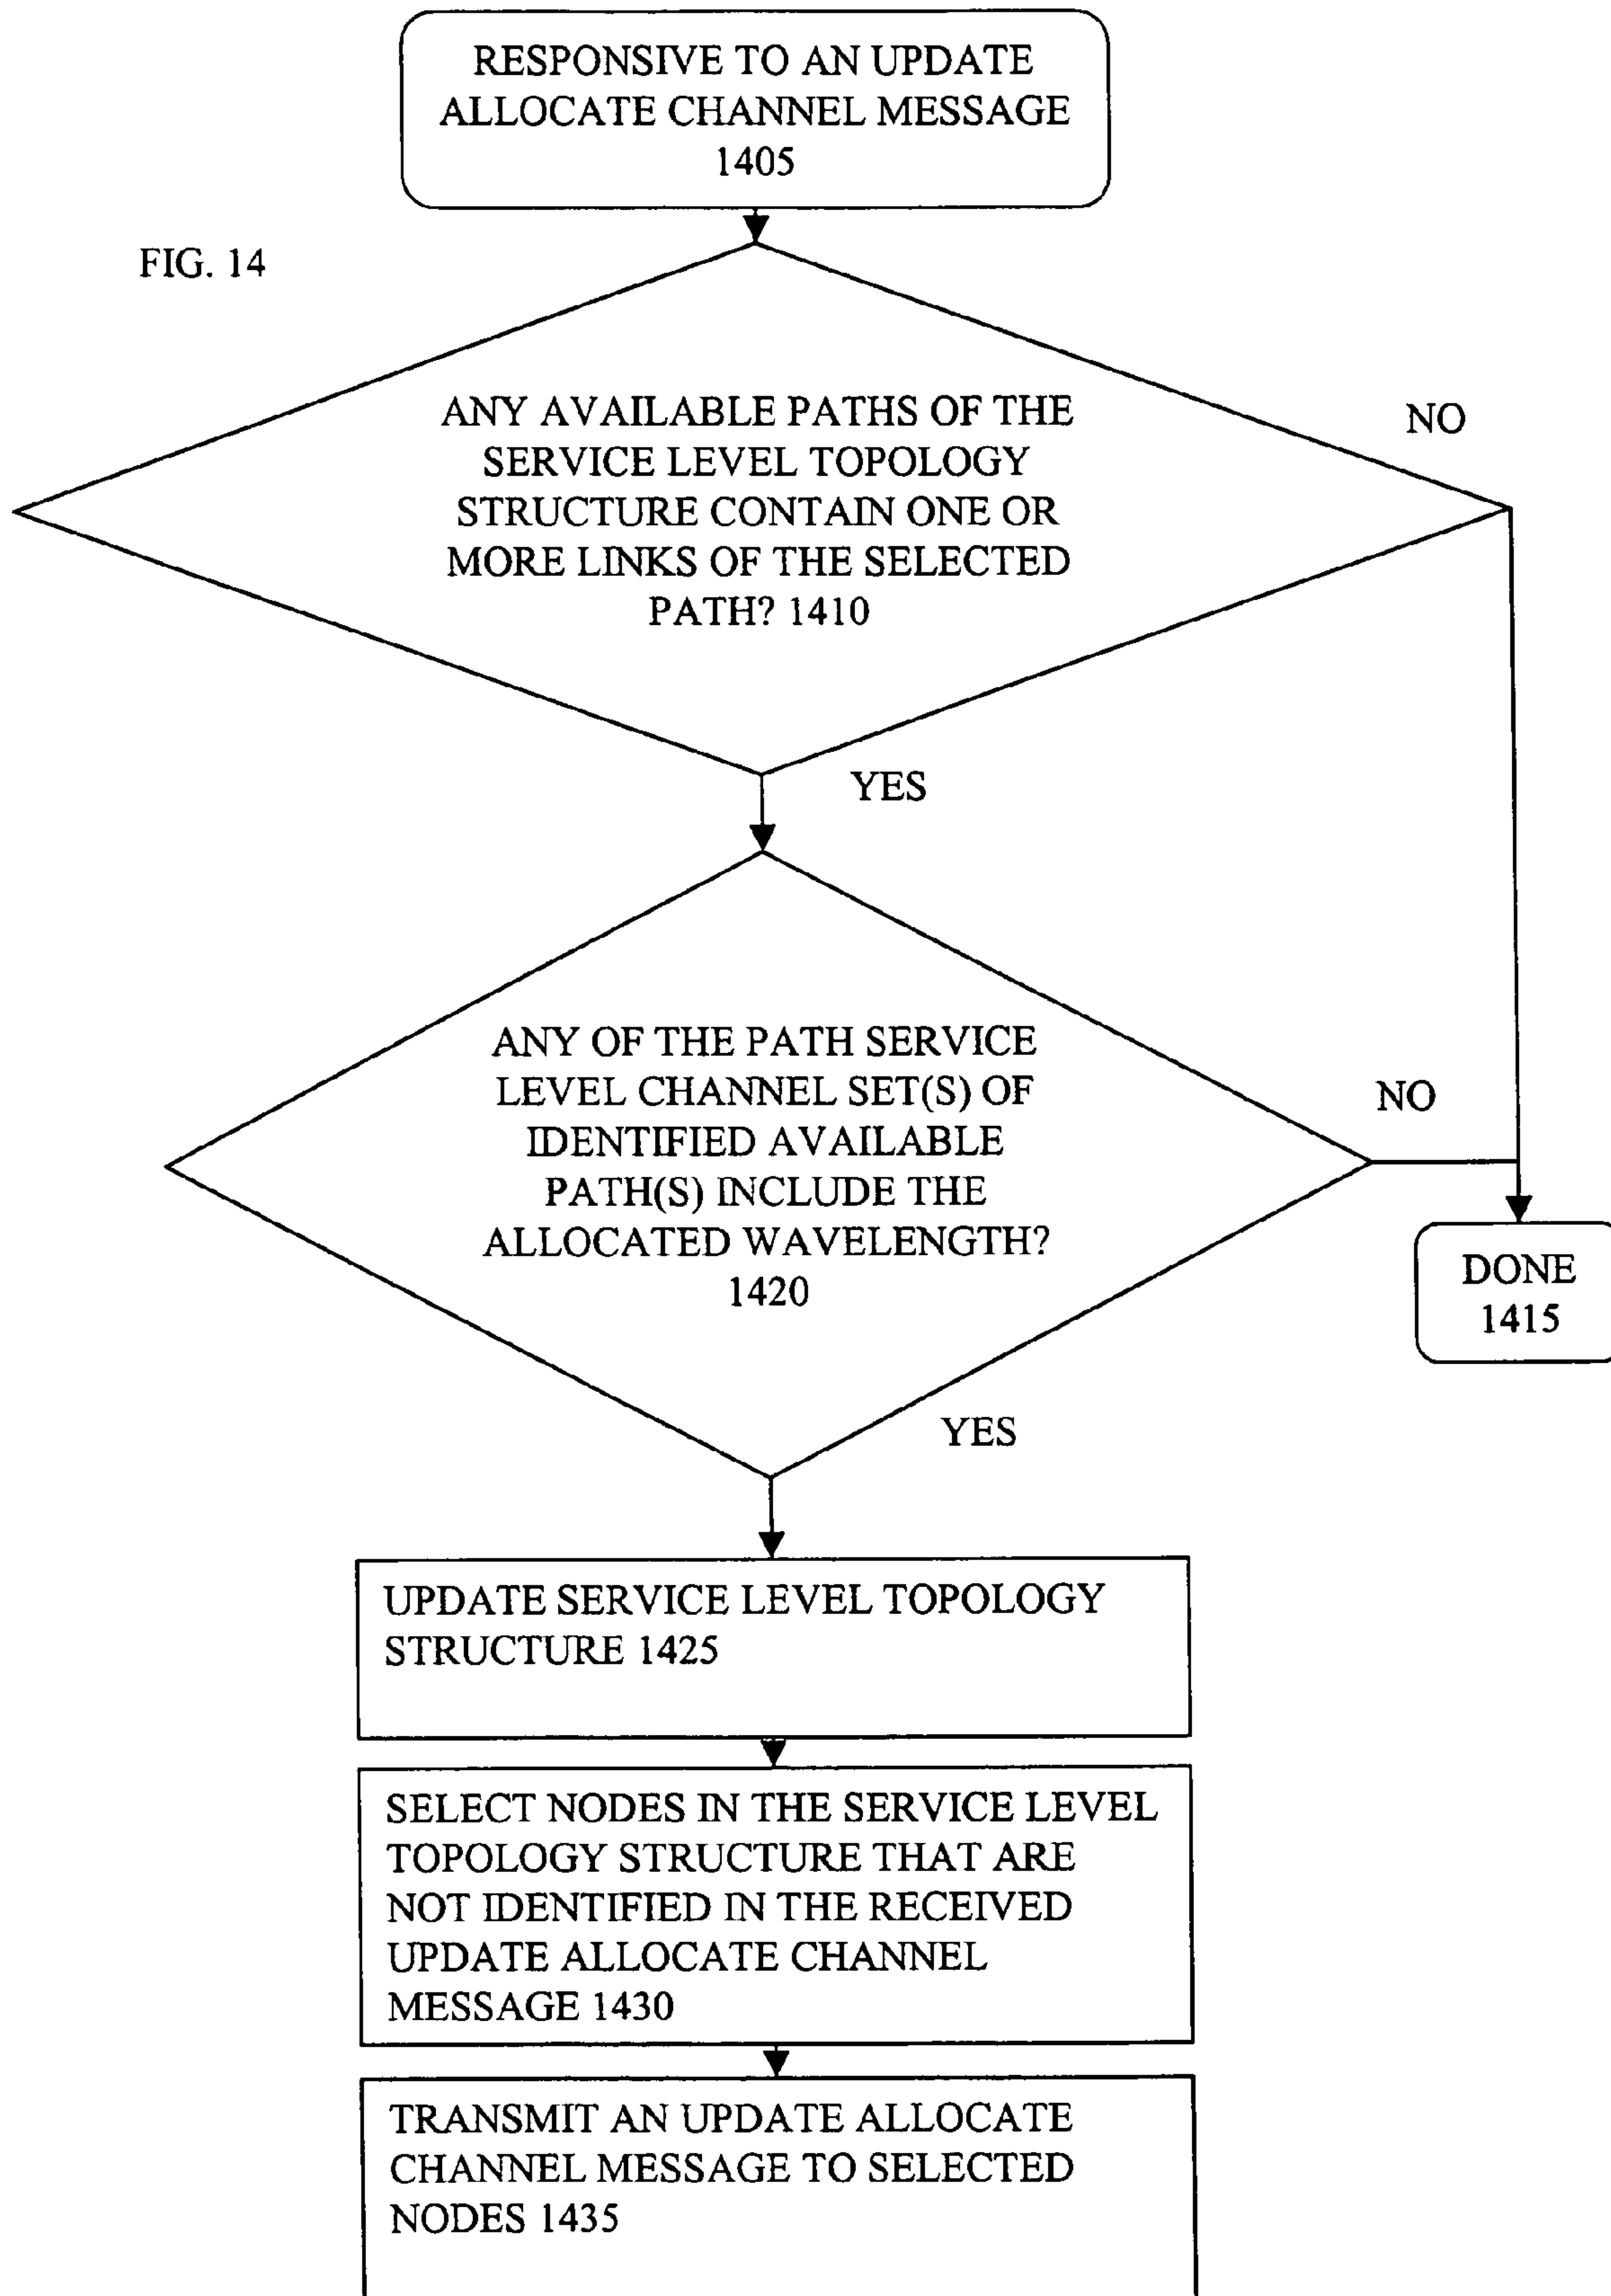 RESPONSIVE TO AN UPDATE
ALLOCATE CHANNEL MESSAGE
1405
FIG. 14
ANY AVAILABLE PATHS OF THE
SERVICE LEVEL TOPOLOGY
STRUCTURE CONTAIN ONE OR
MORE LINKS OF THE SELECTED
PATH? 1410
NO
YES
ANY OF THE PATH SERVICE
LEVEL CHANNEL SET(S) OF
IDENTIFIED AVAILABLE
PATH(S) INCLUDE THE
ALLOCATED WAVELENGTH?
1420
NO
DONE
1415
YES
UPDATE SERVICE LEVEL TOPOLOGY
STRUCTURE 1425
SELECT NODES IN THE SERVICE LEVEL
TOPOLOGY STRUCTURE THAT ARE
NOT IDENTIFIED IN THE RECEIVED
UPDATE ALLOCATE CHANNEL
MESSAGE 1430
TRANSMIT AN UPDATE ALLOCATE
CHANNEL MESSAGE TO SELECTED
NODES 1435